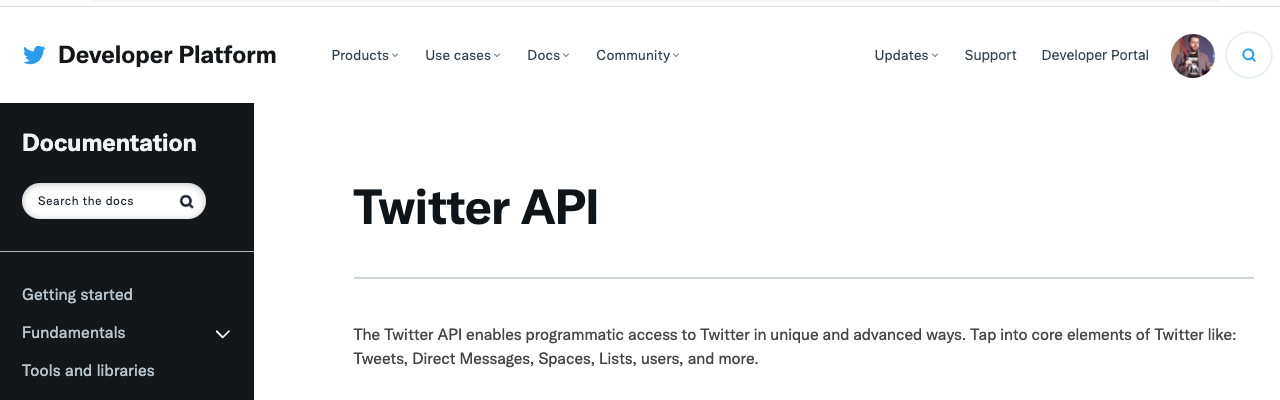 Developer Platform
Products
Use cases
Docs
Community
Updates
Support
Developer Portal
Documentation
Search the docs
Getting started
Fundamentals
Tools and libraries
Twitter API
The Twitter API enables programmatic access to Twitter in unique and advanced ways. Tap into core elements of Twitter like:
Tweets, Direct Messages, Spaces, Lists, users, and more.